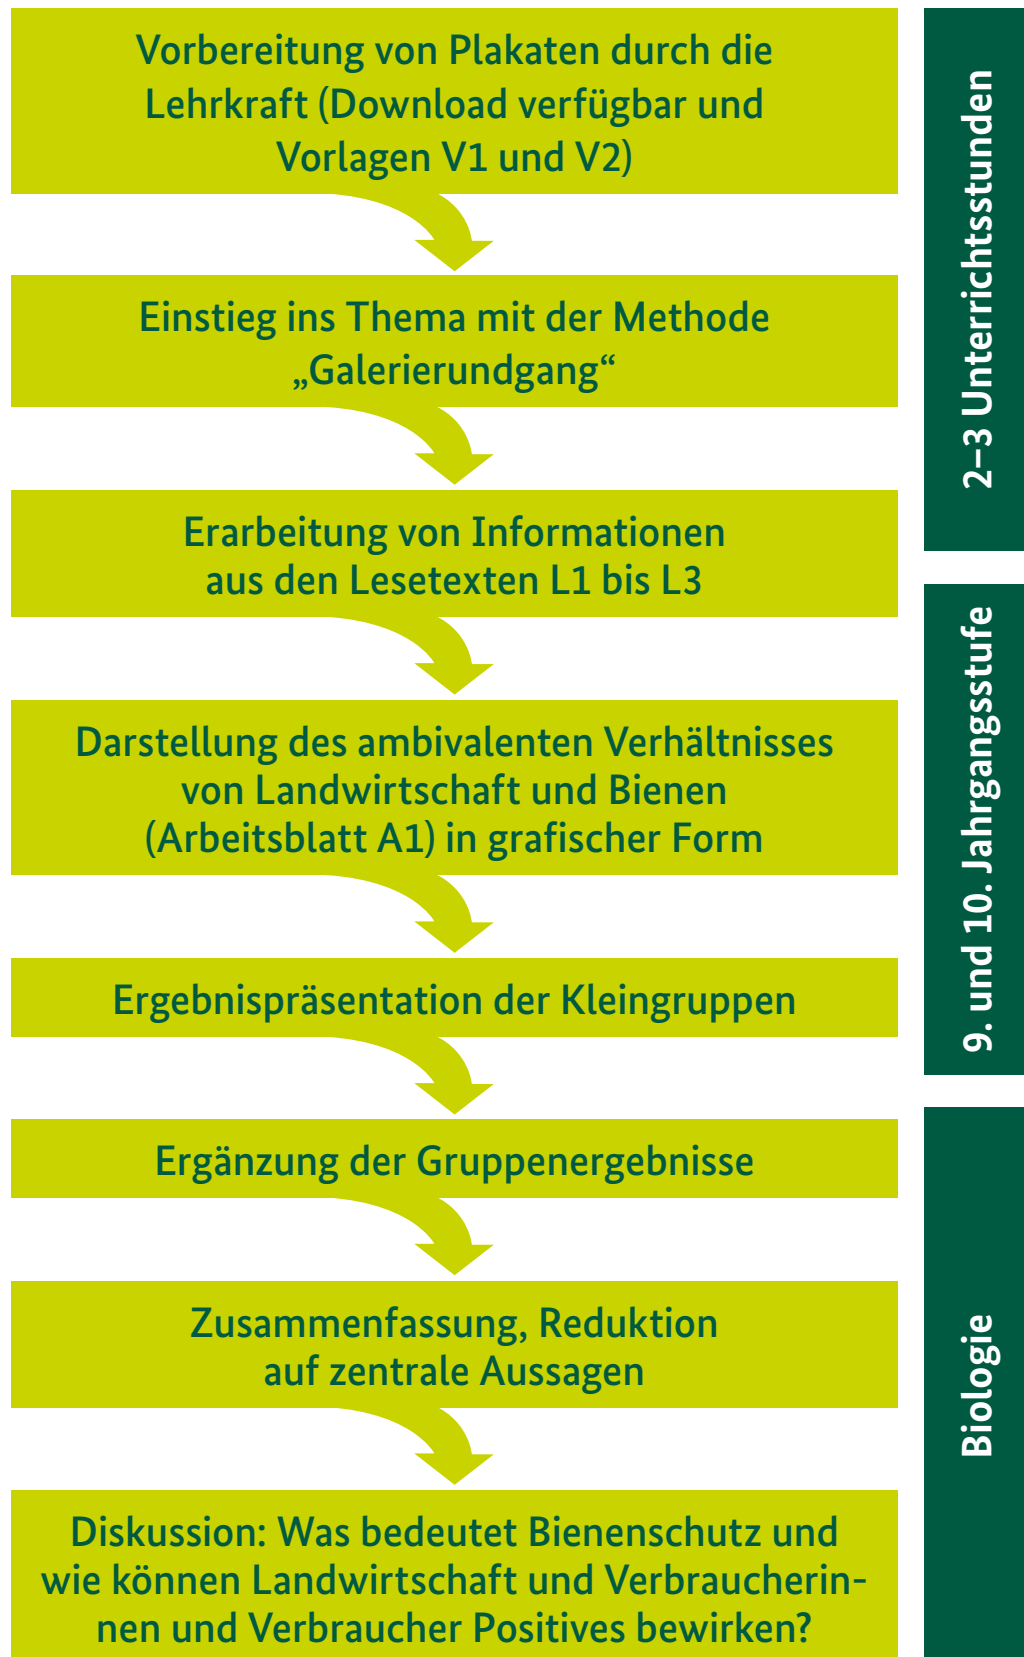 Vorbereitung von Plakaten durch die
Lehrkraft (Download verfügbar und
Vorlagen V1 und V2)
Einstieg ins Thema mit der Methode
„Galerierundgang“
Erarbeitung von Informationen
aus den Lesetexten L1 bis L3
Darstellung des ambivalenten Verhältnisses
von Landwirtschaft und Bienen
(Arbeitsblatt A1) in grafischer Form
Ergebnispräsentation der Kleingruppen
Ergänzung der Gruppenergebnisse
Zusammenfassung, Reduktion
auf zentrale Aussagen
Diskussion: Was bedeutet Bienenschutz und
wie können Landwirtschaft und Verbraucherin-
nen und Verbraucher Positives bewirken?
2–3 Unterrichtsstunden
9. und 10. Jahrgangsstufe
Biologie